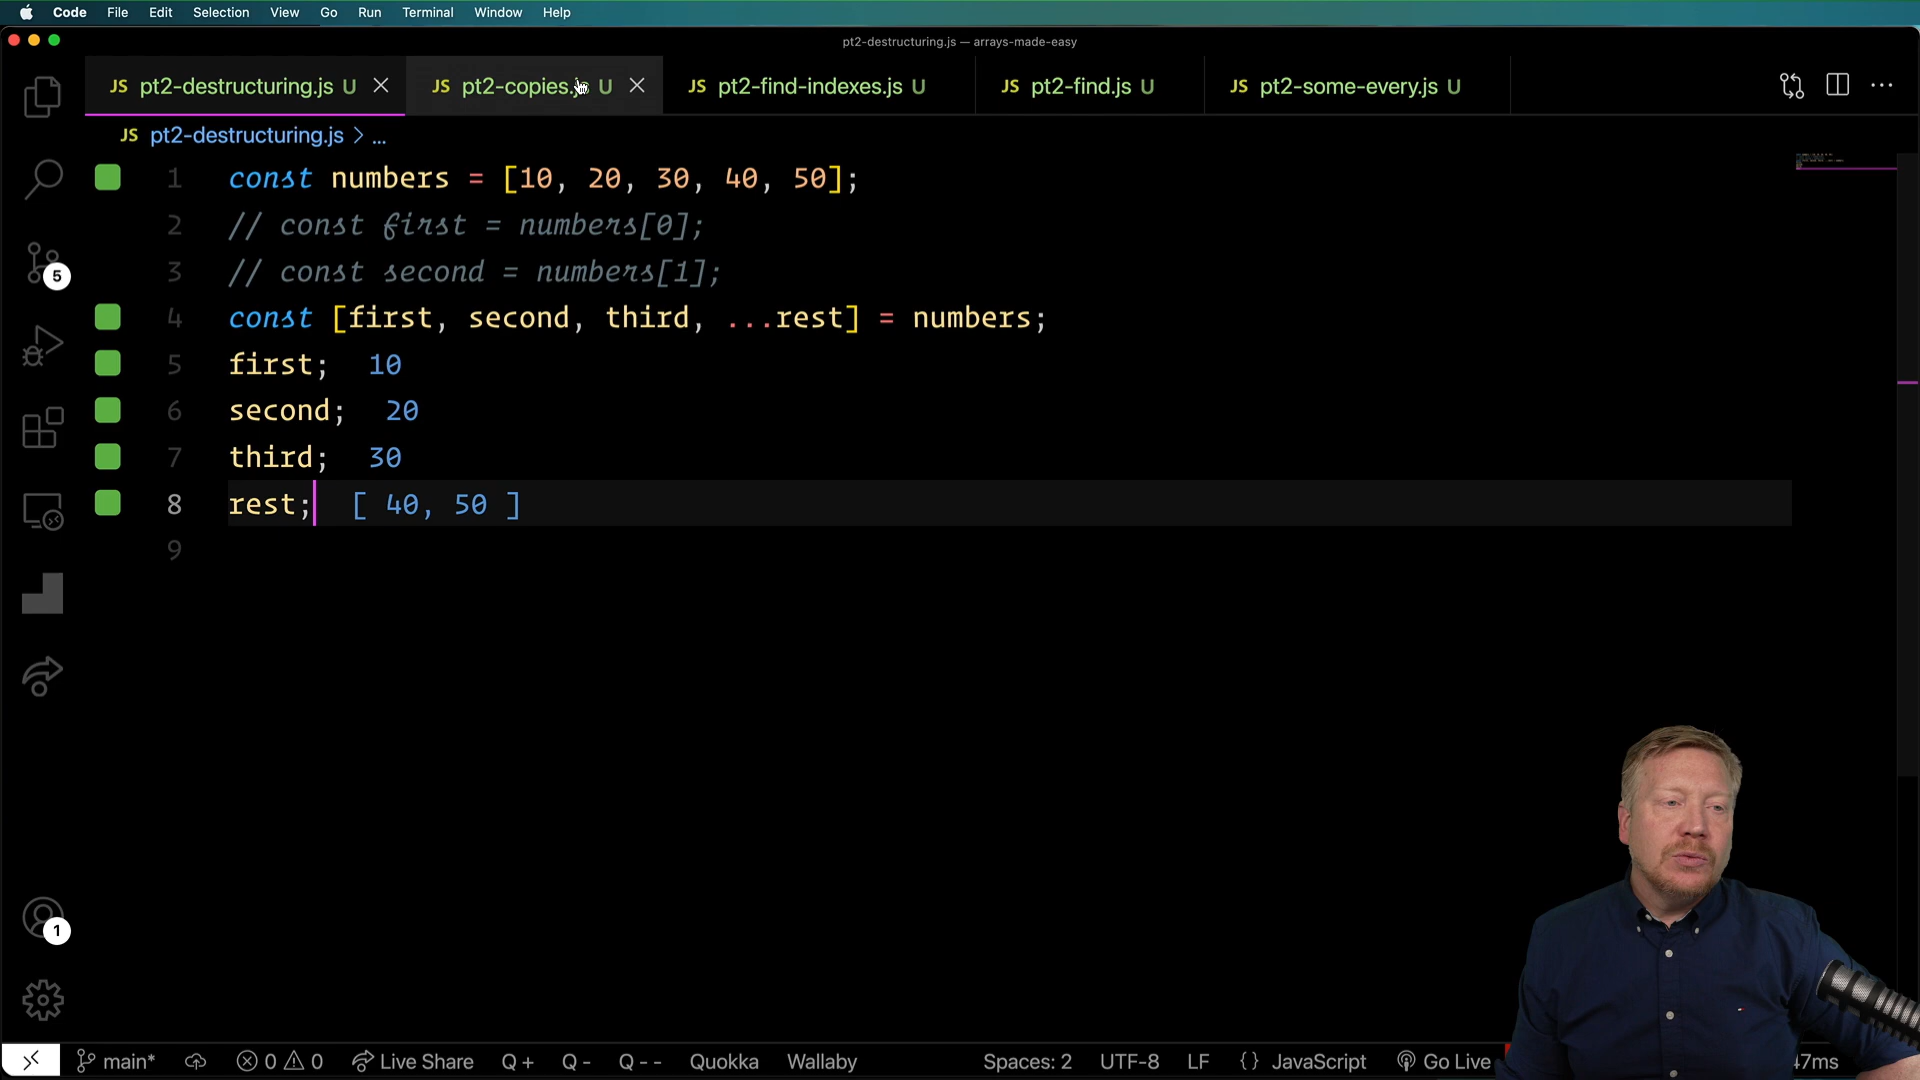 Code File Edit Selection View Go Run Terminal Window Help
pt2-destructuring.js — arrays-made-easy
JS pt2-destructuring.js U JS pt2-copies.js U JS pt2-find-indexes.js U JS pt2-find.js U JS pt2-some-every.js U
JS pt2-destructuring.js > ...
1 const numbers = [10, 20, 30, 40, 50];
2 // const first = numbers[0];
3 // const second = numbers[1];
4 const [first, second, third, ...rest] = numbers;
5 first; 10
6 second; 20
7 third; 30
8 rest; [ 40, 50 ]
9
5
1
main* 0 0 Live Share Q + Q - Q -- Quokka Wallaby Spaces: 2 UTF-8 LF {} JavaScript Go Live